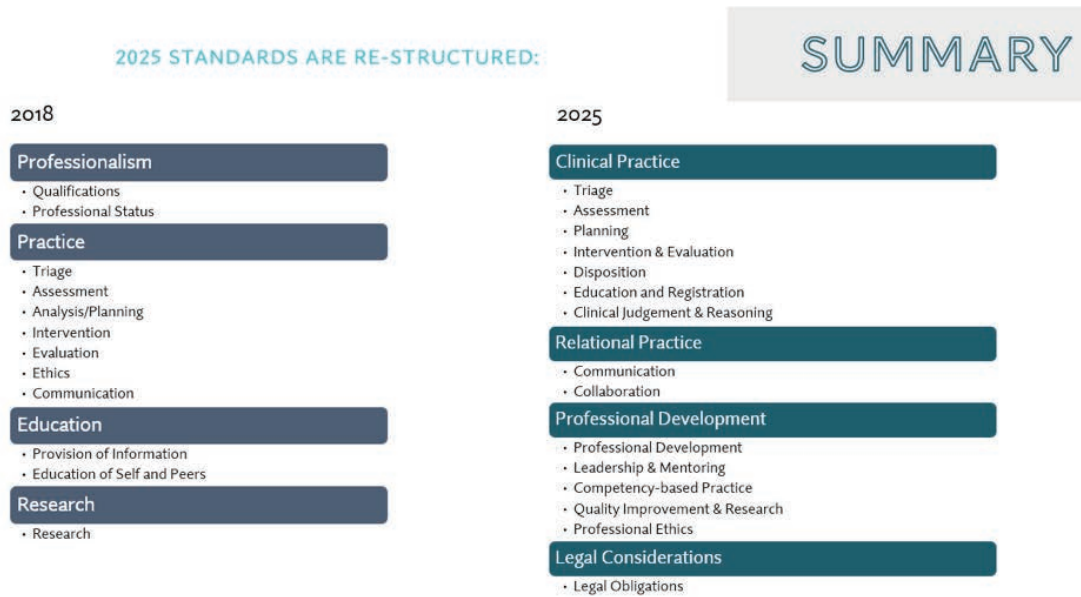 2025 STANDARDS ARE RE-STRUCTURED:
SUMMARY
2018
Professionalism
• Qualifications
• Professional Status
Practice
• Triage
• Assessment
• Analysis/Planning
• Intervention
• Evaluation
• Ethics
• Communication
Education
• Provision of Information
• Education of Self and Peers
Research
• Research
2025
Clinical Practice
• Triage
• Assessment
• Planning
• Intervention & Evaluation
• Disposition
• Education and Registration
• Clinical Judgement & Reasoning
Relational Practice
• Communication
• Collaboration
Professional Development
• Professional Development
• Leadership & Mentoring
• Competency-based Practice
• Quality Improvement & Research
• Professional Ethics
Legal Considerations
• Legal Obligations